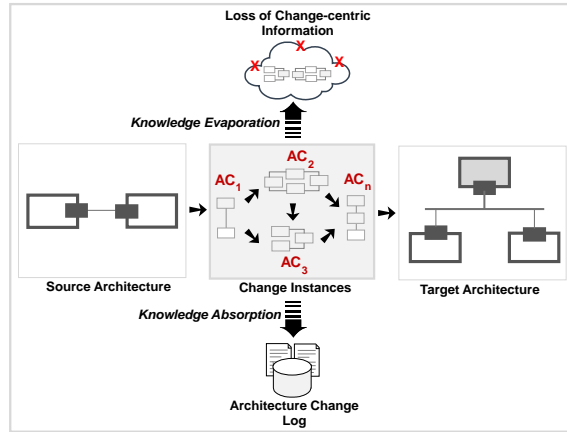 Loss of Change-centric
Information
X
X
X
Knowledge Evaporation
AC1
AC2
ACn
AC3
Source Architecture
Change Instances
Target Architecture
Knowledge Absorption
Architecture Change
Log